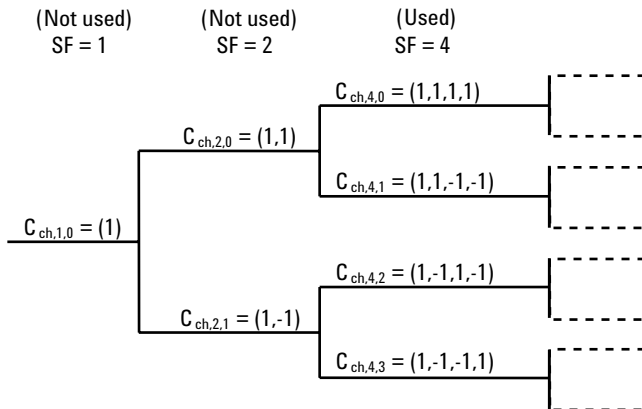 (Not used) (Not used) (Used)
SF = 1 SF = 2 SF = 4
C ch,4,0 = (1,1,1,1)
C ch,2,0 = (1,1)
C ch,4,1 = (1,1,-1,-1)
C ch,1,0 = (1)
C ch,4,2 = (1,-1,1,-1)
C ch,2,1 = (1,-1)
C ch,4,3 = (1,-1,-1,1)